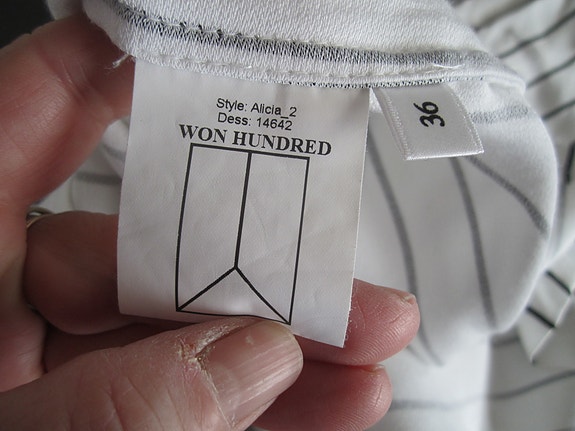 Style: Alicia_2
Dess: 14642
WON HUNDRED
36